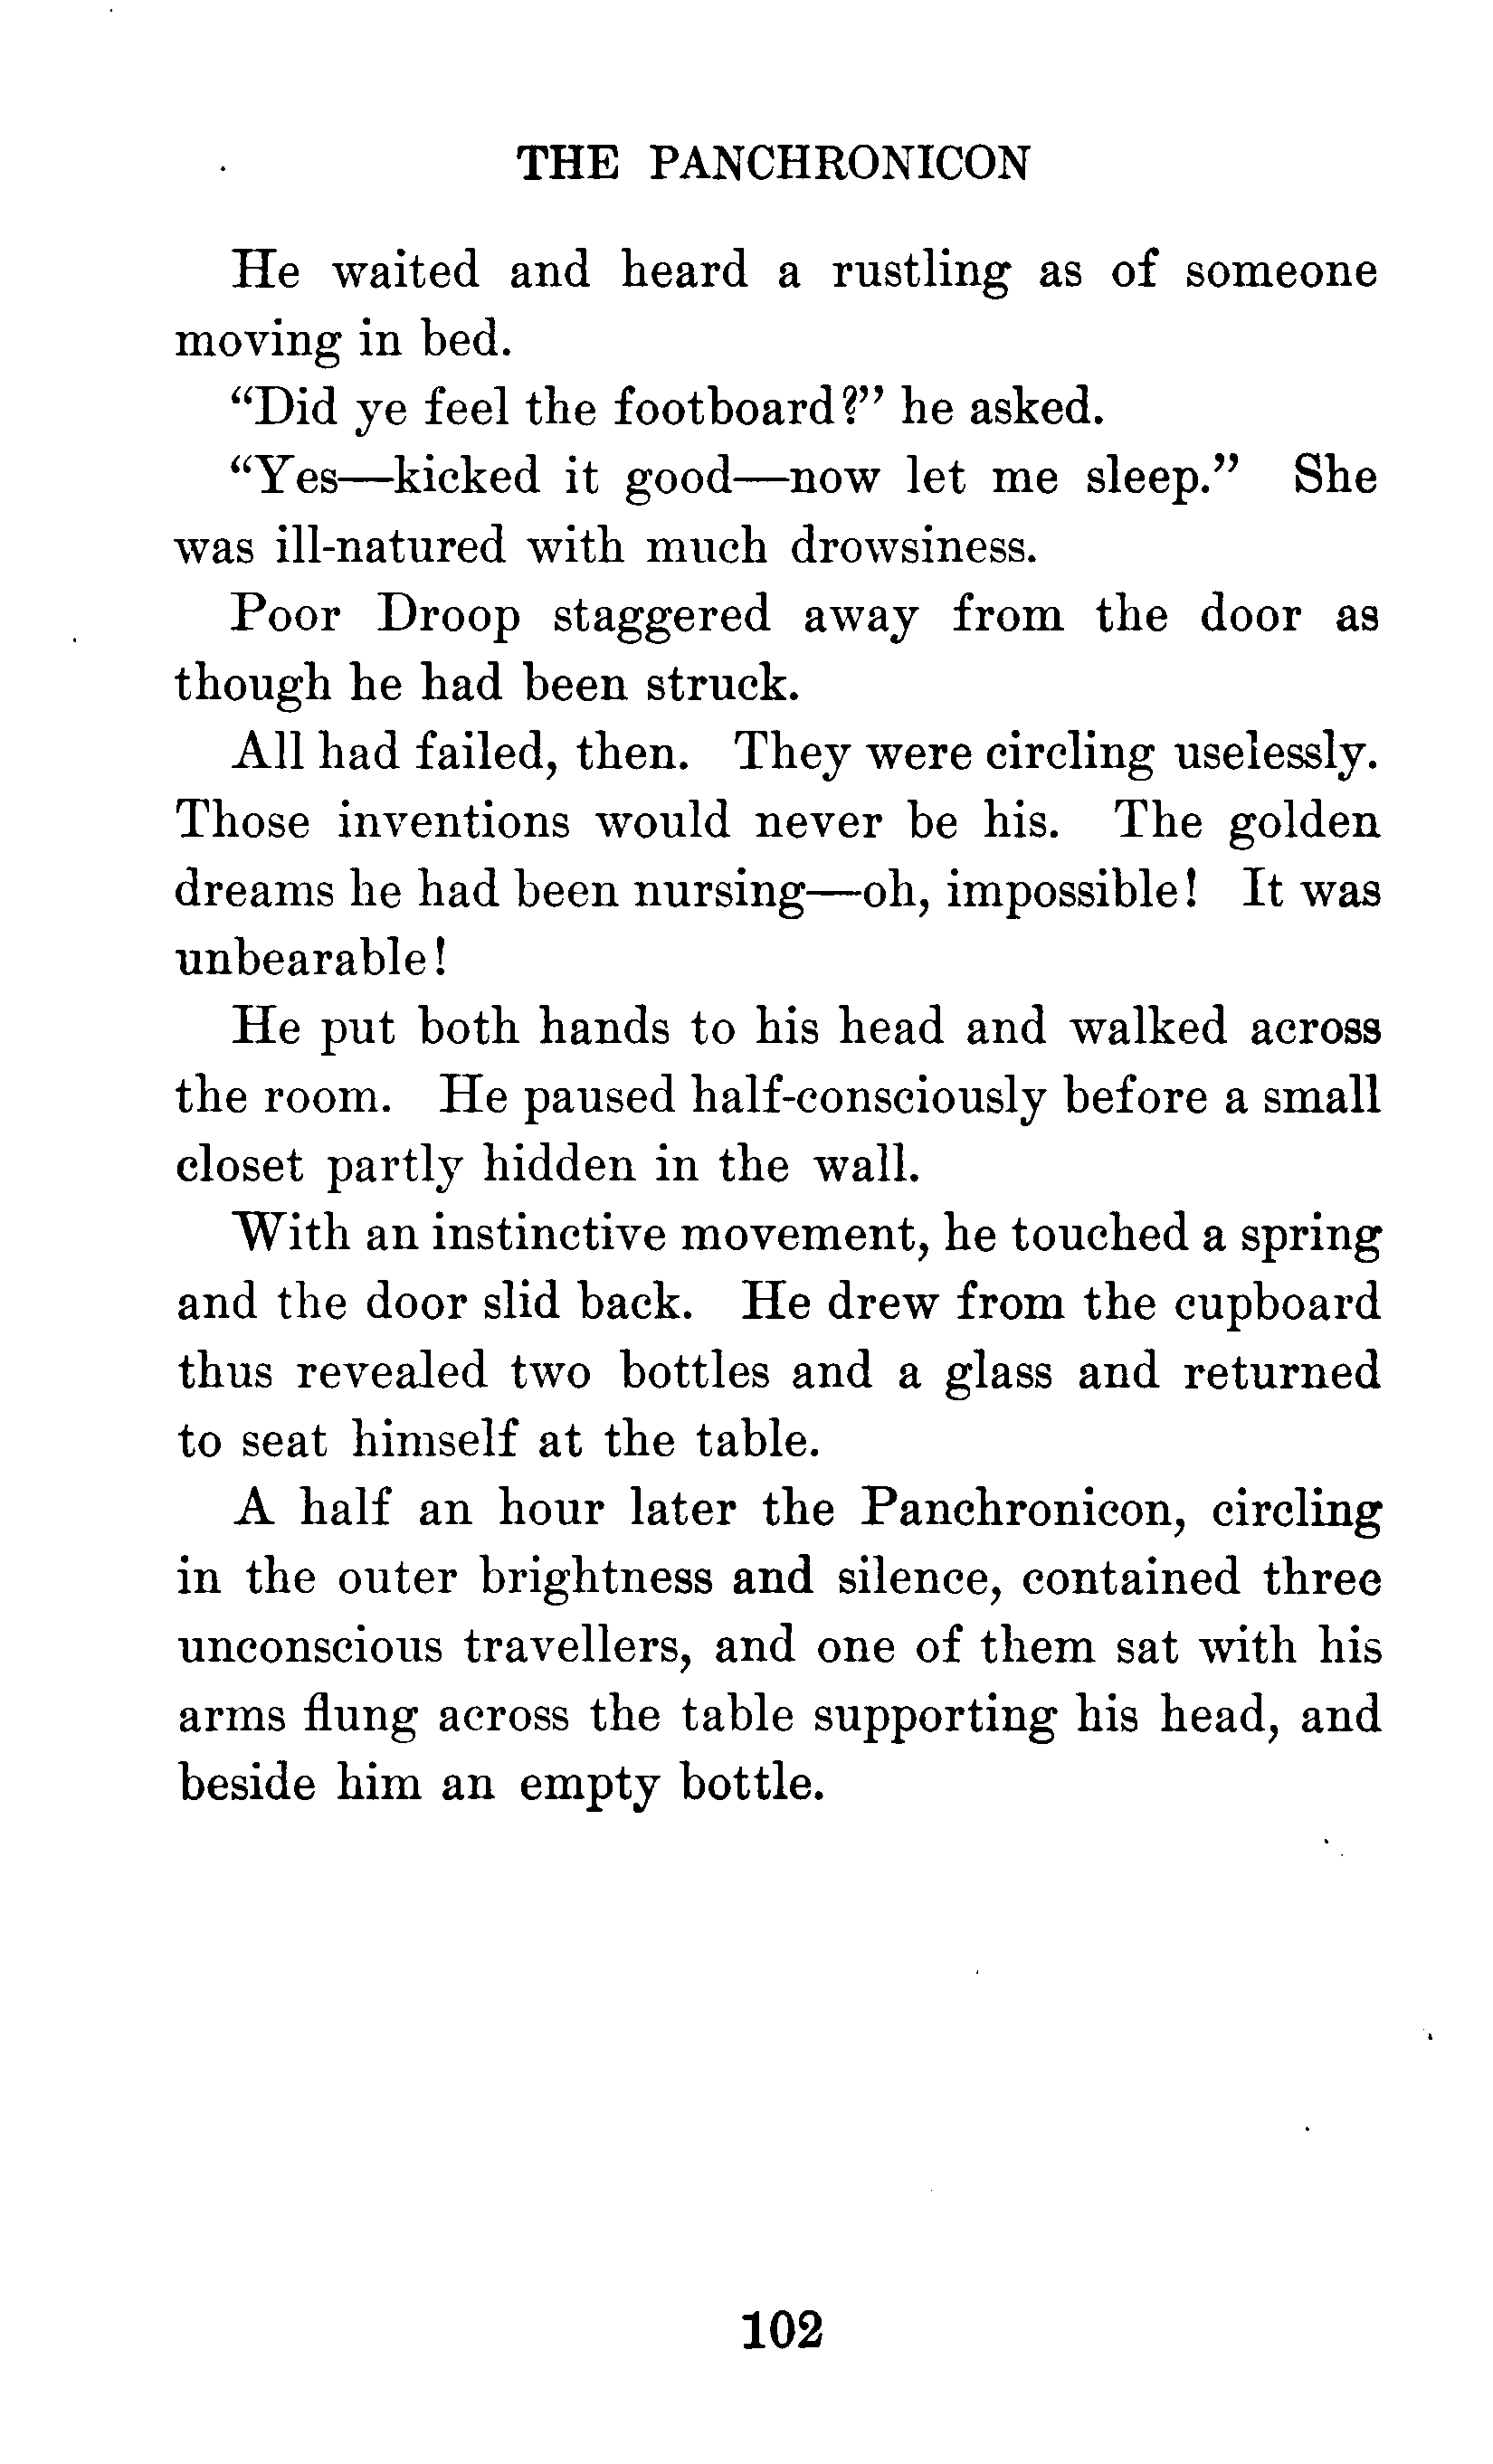 THE PANCHRONICON
He waited and heard a rustling as of someone
moving in bed.
“Did ye feel the footboard?” he asked.
“Yes—kicked it good—now let me sleep.” She
was ill-natured with much drowsiness.
Poor Droop staggered away from the door as
though he had been struck.
All had failed, then. They were circling uselessly.
Those inventions would never be his. The golden
dreams he had been nursing—oh, impossible! It was
unbearable!
He put both hands to his head and walked across
the room. He paused half-consciously before a small
closet partly hidden in the wall.
With an instinctive movement, he touched a spring
and the door slid back. He drew from the cupboard
thus revealed two bottles and a glass and returned
to seat himself at the table.
A half an hour later the Panchronicon, circling
in the outer brightness and silence, contained three
unconscious travellers, and one of them sat with his
arms flung across the table supporting his head, and
beside him an empty bottle.
102